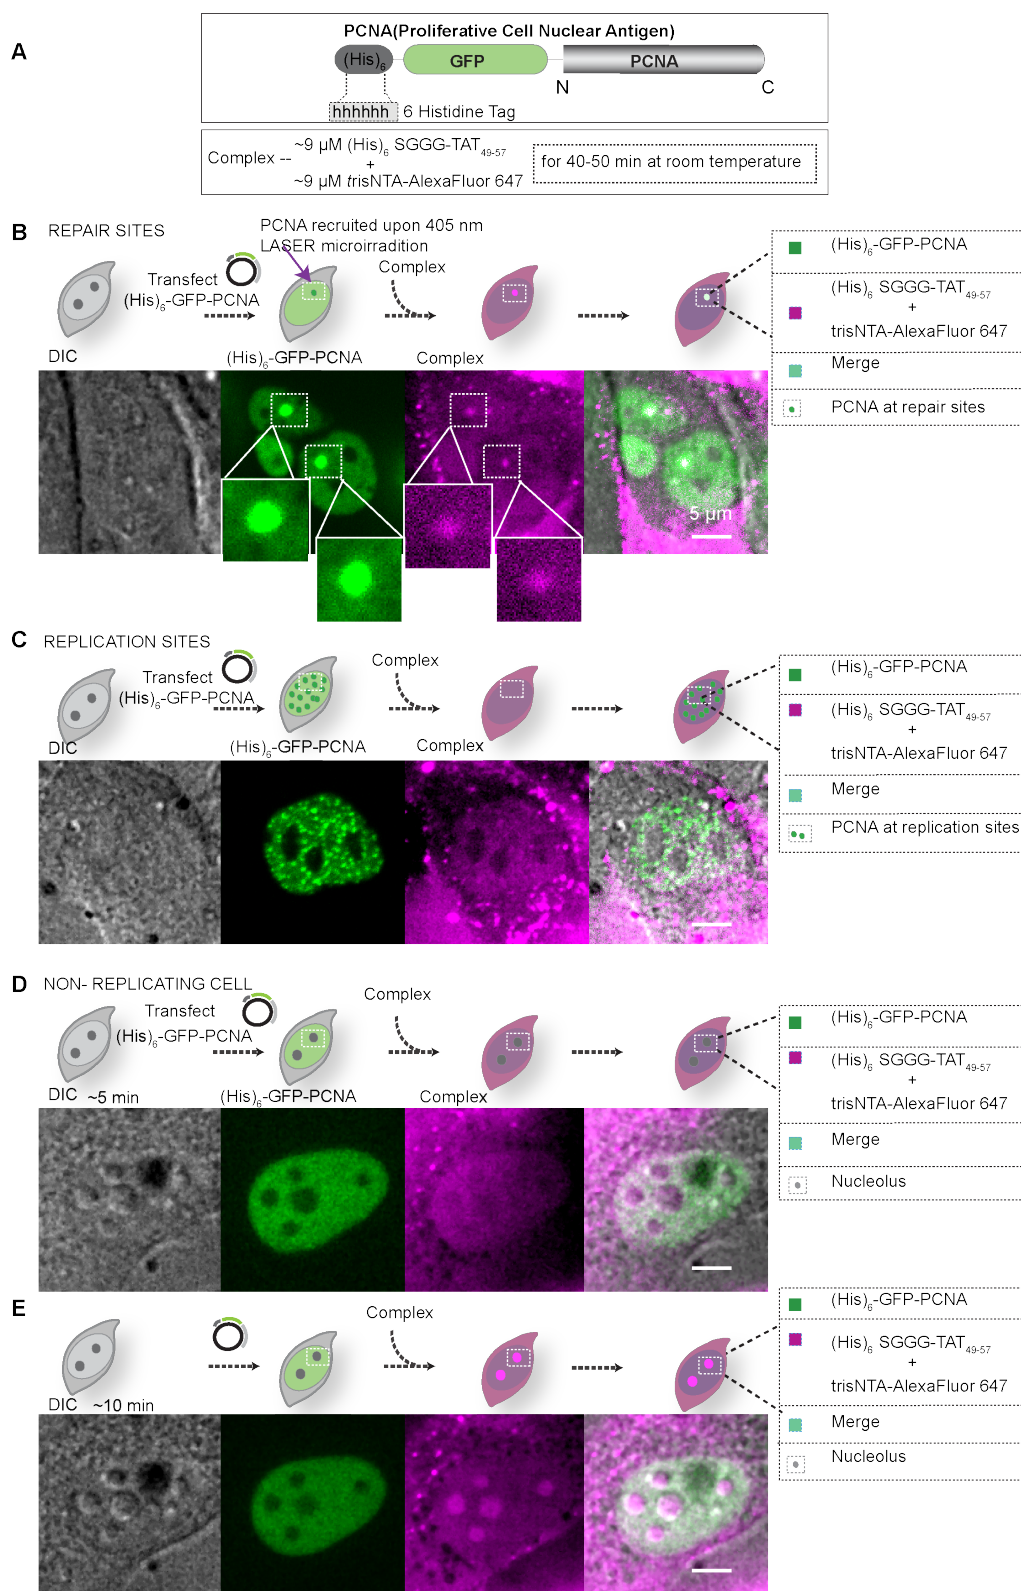 A
PCNA(Proliferative Cell Nuclear Antigen)
(His)6
GFP
PCNA
N
C
hhhhhh 6 Histidine Tag
Complex -- ~9 µM (His)6 SGGG-TAT49-57
+
~9 µM trisNTA-AlexaFluor 647
for 40-50 min at room temperature
B
REPAIR SITES
PCNA recruited upon 405 nm
LASER microirradition
Transfect
(His)6-GFP-PCNA
Complex
DIC
(His)6-GFP-PCNA
Complex
5 µm
(His)6-GFP-PCNA
(His)6 SGGG-TAT49-57
+
trisNTA-AlexaFluor 647
Merge
PCNA at repair sites
C
REPLICATION SITES
Transfect
(His)6-GFP-PCNA
Complex
DIC
(His)6-GFP-PCNA
Complex
(His)6-GFP-PCNA
(His)6 SGGG-TAT49-57
+
trisNTA-AlexaFluor 647
Merge
PCNA at replication sites
D
NON- REPLICATING CELL
Transfect
(His)6-GFP-PCNA
Complex
DIC ~5 min
(His)6-GFP-PCNA
Complex
(His)6-GFP-PCNA
(His)6 SGGG-TAT49-57
+
trisNTA-AlexaFluor 647
Merge
Nucleolus
E
Complex
DIC ~10 min
(His)6-GFP-PCNA
(His)6 SGGG-TAT49-57
+
trisNTA-AlexaFluor 647
Merge
Nucleolus